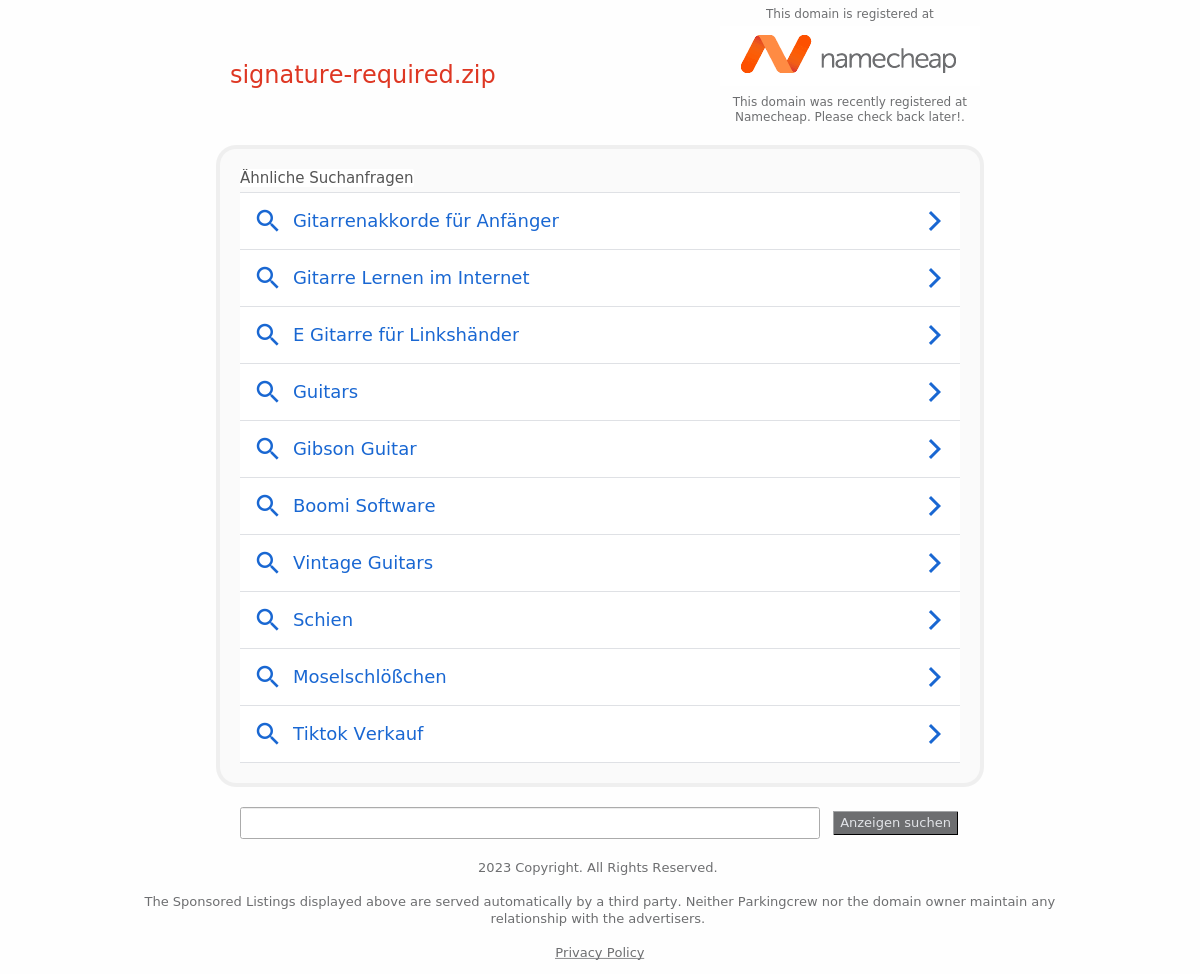 This domain is registered at
namecheap
signature-required.zip
This domain was recently registered at
Namecheap. Please check back later!.
Ähnliche Suchanfragen
Gitarrenakkorde für Anfänger
Gitarre Lernen im Internet
E Gitarre für Linkshänder
Guitars
Gibson Guitar
Boomi Software
Vintage Guitars
Schien
Moselschlößchen
Tiktok Verkauf
Anzeigen suchen
2023 Copyright. All Rights Reserved.
The Sponsored Listings displayed above are served automatically by a third party. Neither Parkingcrew nor the domain owner maintain any
relationship with the advertisers.
Privacy Policy